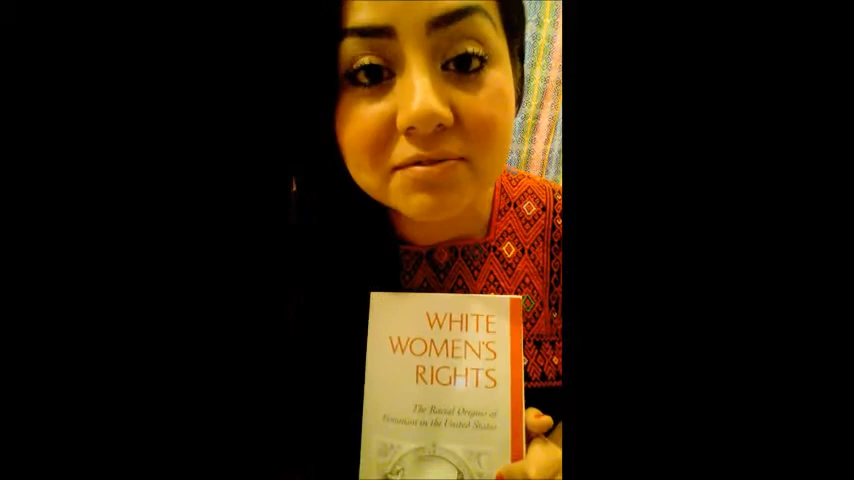 WHITE
WOMEN'S
RIGHTS
The Racial Origins of
Feminism in the United States